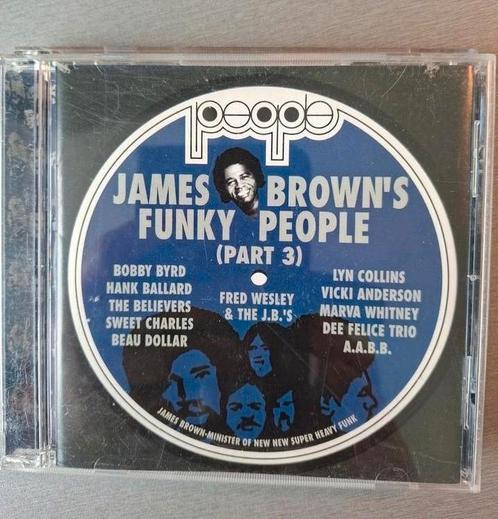 people
JAMES BROWN'S
FUNKY PEOPLE
(PART 3)
BOBBY BYRD
HANK BALLARD
THE BELIEVERS
SWEET CHARLES
BEAU DOLLAR
FRED WESLEY
& THE J.B.'S
LYN COLLINS
VICKI ANDERSON
MARVA WHITNEY
DEE FELICE TRIO
A.A.B.B.
JAMES BROWN-MINISTER OF NEW NEW SUPER HEAVY FUNK